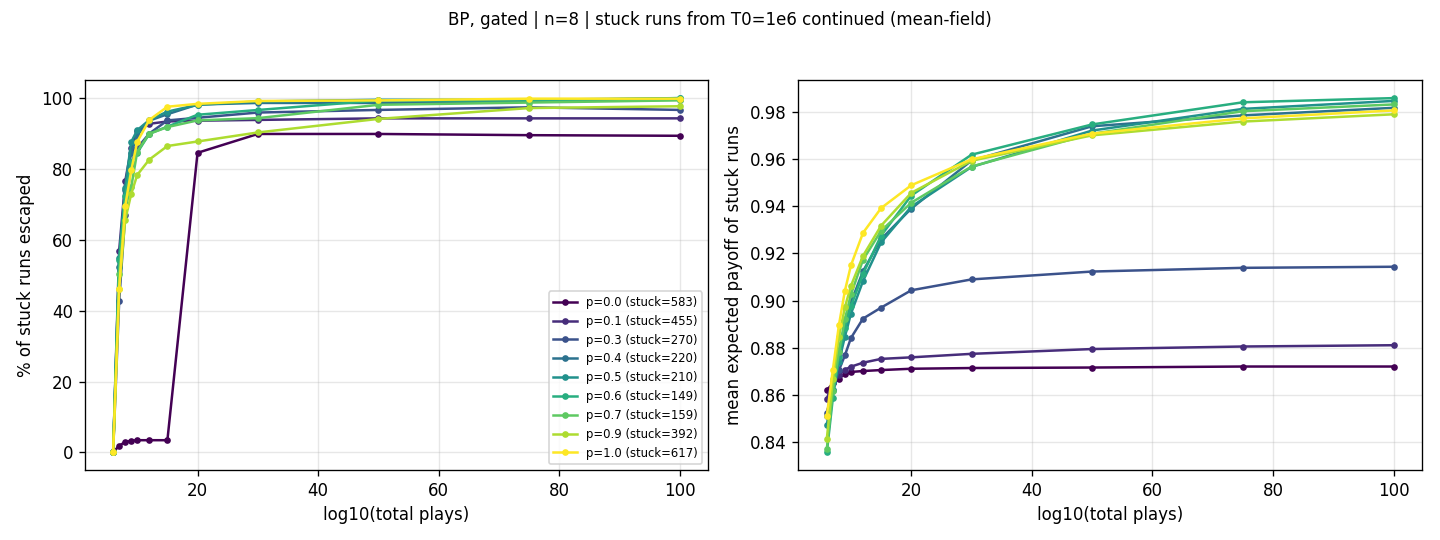 BP, gated | n=8 | stuck runs from T0=1e6 continued (mean-field)
% of stuck runs escaped
100
80
60
40
20
0
20
40
60
80
100
log10(total plays)
p=0.0 (stuck=583)
p=0.1 (stuck=455)
p=0.3 (stuck=270)
p=0.4 (stuck=220)
p=0.5 (stuck=210)
p=0.6 (stuck=149)
p=0.7 (stuck=159)
p=0.9 (stuck=392)
p=1.0 (stuck=617)
mean expected payoff of stuck runs
0.98
0.96
0.94
0.92
0.90
0.88
0.86
0.84
20
40
60
80
100
log10(total plays)